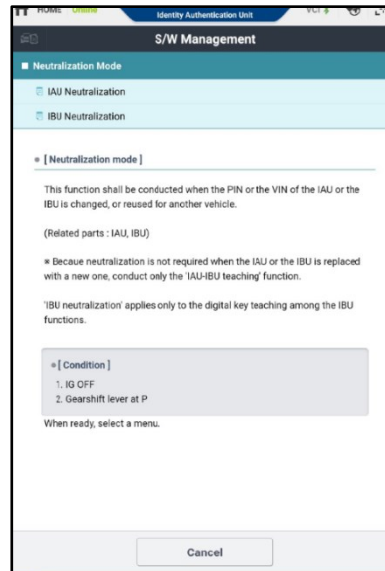 HOME Online
Identity Authentication Unit
VCI
S/W Management
Neutralization Mode
IAU Neutralization
IBU Neutralization
[ Neutralization mode ]
This function shall be conducted when the PIN or the VIN of the IAU or the
IBU is changed, or reused for another vehicle.
(Related parts : IAU, IBU)
※ Becaue neutralization is not required when the IAU or the IBU is replaced
with a new one, conduct only the 'IAU-IBU teaching' function.
'IBU neutralization' applies only to the digital key teaching among the IBU
functions.
[ Condition ]
1. IG OFF
2. Gearshift lever at P
When ready, select a menu.
Cancel